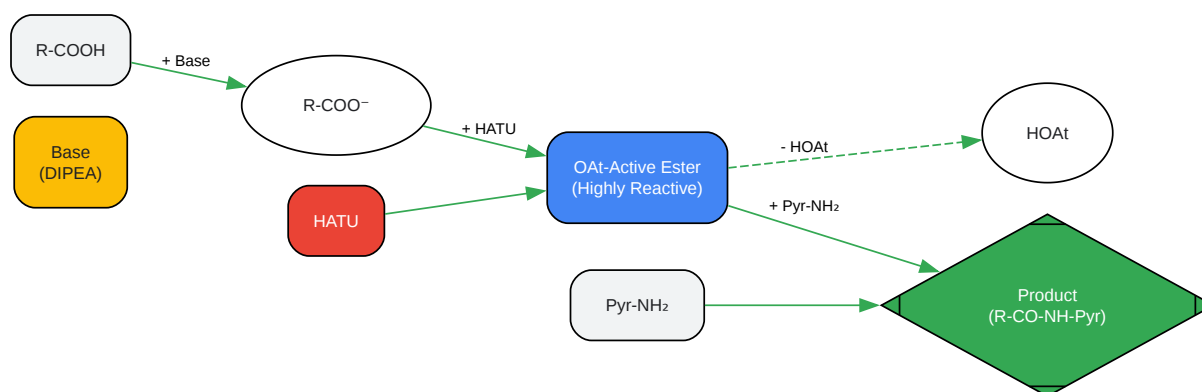 R-COOH
+ Base
Base
(DIPEA)
R-COO⁻
+ HATU
HATU
OAt-Active Ester
(Highly Reactive)
- HOAt
HOAt
+ Pyr-NH₂
Pyr-NH₂
Product
(R-CO-NH-Pyr)